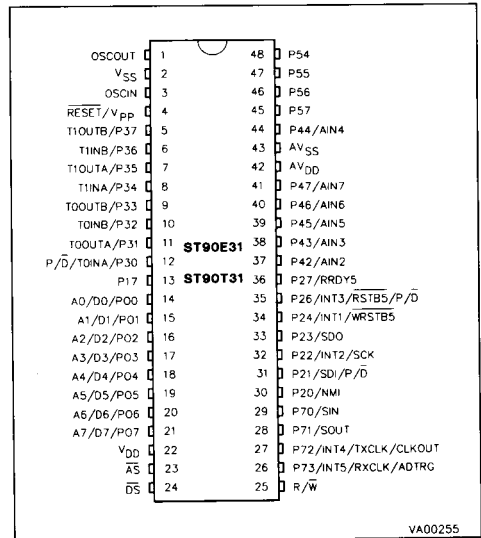 OSCOUT 1 48 P54
VSS 2 47 P55
OSCIN 3 46 P56
R̅E̅S̅E̅T̅/VPP 4 45 P57
T1OUTB/P37 5 44 P44/AIN4
T1INB/P36 6 43 AVSS
T1OUTA/P35 7 42 AVDD
T1INA/P34 8 41 P47/AIN7
T0OUTB/P33 9 40 P46/AIN6
T0INB/P32 10 39 P45/AIN5
T0OUTA/P31 11 ST90E31 38 P43/AIN3
P/D̅/T0INA/P30 12 37 P42/AIN2
P17 13 ST90T31 36 P27/RRDY5
A0/D0/P00 14 35 P26/INT3/R̅S̅T̅B̅5̅/P/D̅
A1/D1/P01 15 34 P24/INT1/W̅R̅S̅T̅B̅5̅
A2/D2/P02 16 33 P23/SDO
A3/D3/P03 17 32 P22/INT2/SCK
A4/D4/P04 18 31 P21/SDI/P/D̅
A5/D5/P05 19 30 P20/NMI
A6/D6/P06 20 29 P70/SIN
A7/D7/P07 21 28 P71/SOUT
VDD 22 27 P72/INT4/TXCLK/CLKOUT
A̅S̅ 23 26 P73/INT5/RXCLK/ADTRG
D̅S̅ 24 25 R/W̅
VA00255